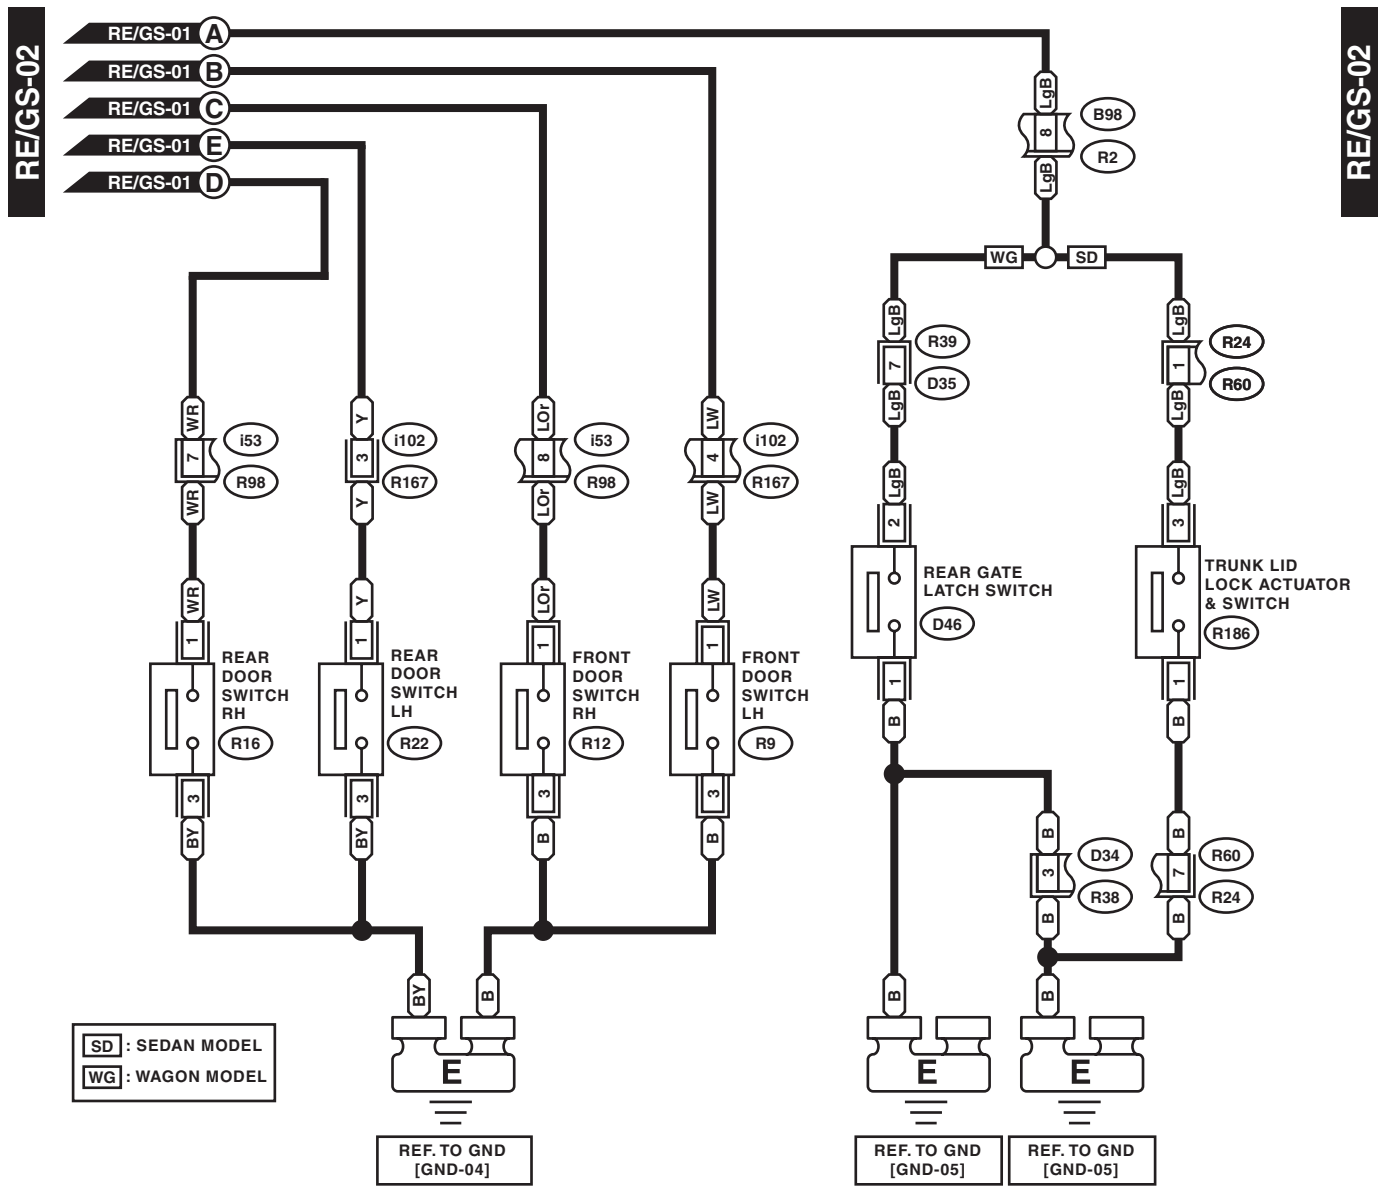 RE/GS-02
RE/GS-01 A
RE/GS-01 B
RE/GS-01 C
RE/GS-01 E
RE/GS-01 D
RE/GS-02
LgB
8
B98
R2
LgB
WG
SD
LgB
7
R39
D35
LgB
LgB
1
R24
R60
LgB
WR
7
i53
R98
WR
Y
3
i102
R167
Y
LOr
8
i53
R98
LOr
LW
4
i102
R167
LW
LgB
2
REAR GATE
LATCH SWITCH
D46
1
B
LgB
3
TRUNK LID
LOCK ACTUATOR
& SWITCH
R186
1
B
WR
1
REAR
DOOR
SWITCH
RH
R16
3
BY
Y
1
REAR
DOOR
SWITCH
LH
R22
3
BY
LOr
1
FRONT
DOOR
SWITCH
RH
R12
3
B
LW
1
FRONT
DOOR
SWITCH
LH
R9
3
B
B
3
D34
R38
B
B
7
R60
R24
B
BY
B
E
REF. TO GND
[GND-04]
B
E
REF. TO GND
[GND-05]
B
E
REF. TO GND
[GND-05]
SD : SEDAN MODEL
WG : WAGON MODEL